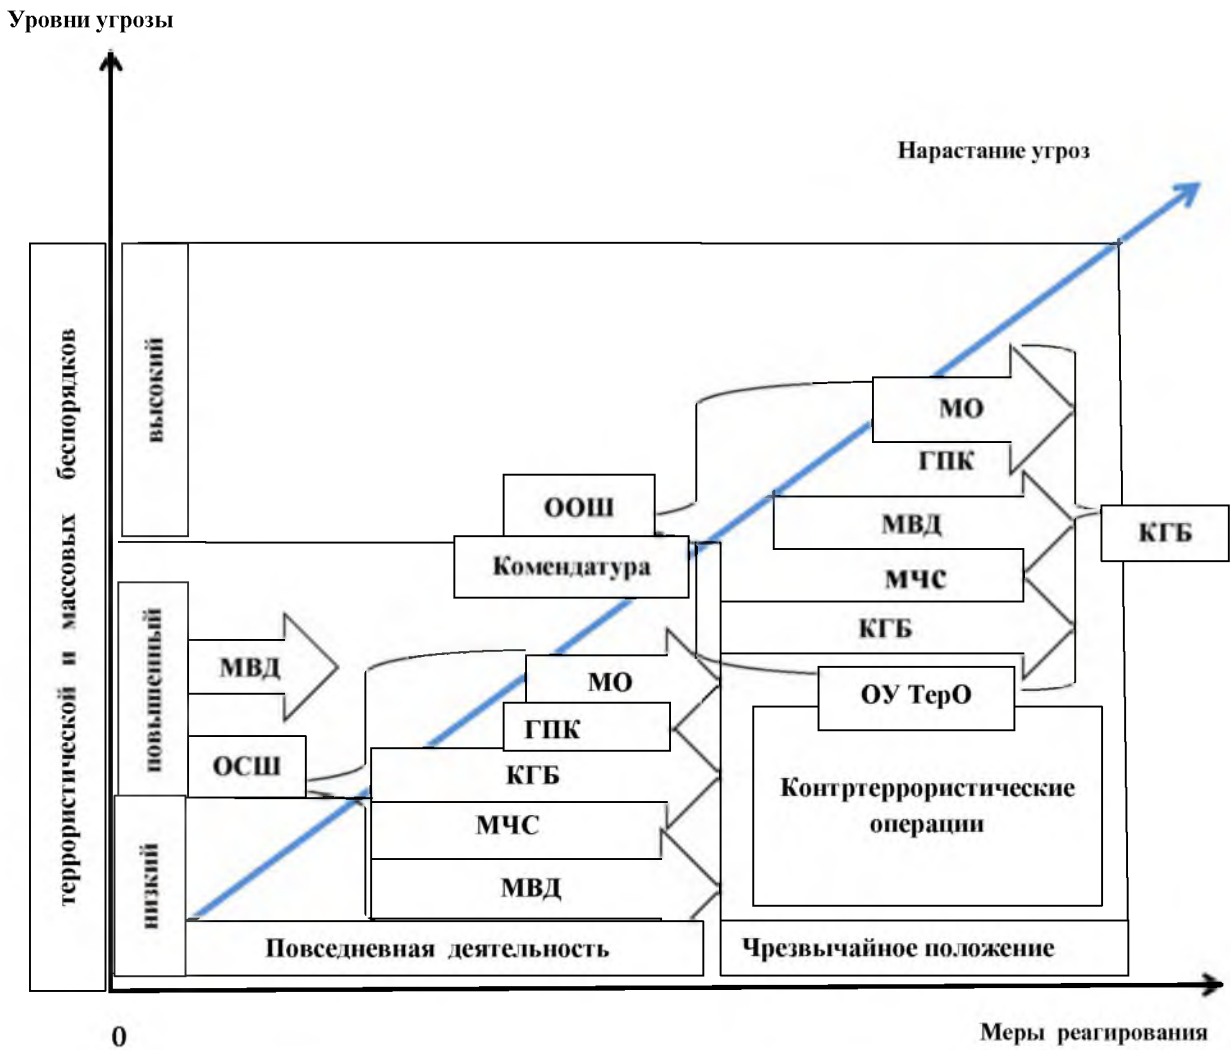 Уровни угрозы
Нарастание угроз
террористической и массовых беспорядков
высокий
повышенный
низкий
МО
ГПК
ООШ
МВД
КГБ
Комендатура
МЧС
КГБ
МВД
МО
ОУ ТерО
ГПК
ОСШ
КГБ
Контртеррористические
операции
МЧС
МВД
Повседневная деятельность
Чрезвычайное положение
0
Меры реагирования